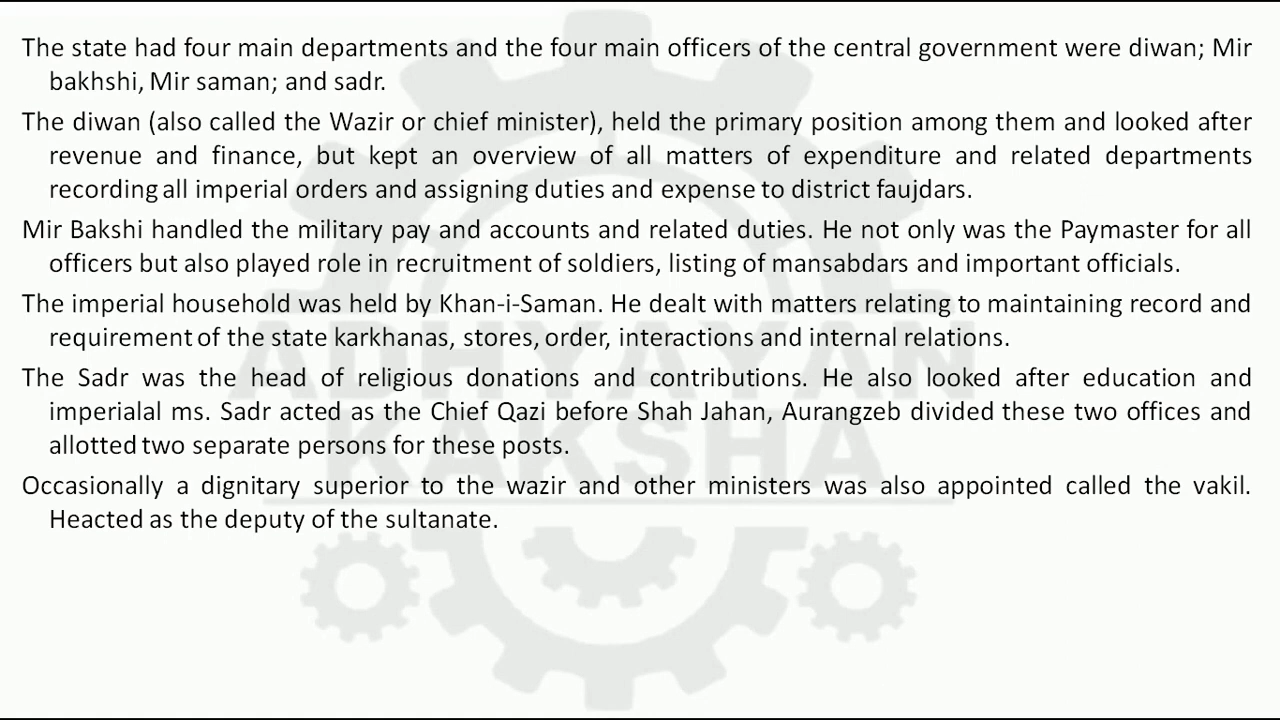 The state had four main departments and the four main officers of the central government were diwan; Mir
bakhshi, Mir saman; and sadr.
The diwan (also called the Wazir or chief minister), held the primary position among them and looked after
revenue and finance, but kept an overview of all matters of expenditure and related departments
recording all imperial orders and assigning duties and expense to district faujdars.
Mir Bakshi handled the military pay and accounts and related duties. He not only was the Paymaster for all
officers but also played role in recruitment of soldiers, listing of mansabdars and important officials.
The imperial household was held by Khan-i-Saman. He dealt with matters relating to maintaining record and
requirement of the state karkhanas, stores, order, interactions and internal relations.
The Sadr was the head of religious donations and contributions. He also looked after education and
imperialal ms. Sadr acted as the Chief Qazi before Shah Jahan, Aurangzeb divided these two offices and
allotted two separate persons for these posts.
Occasionally a dignitary superior to the wazir and other ministers was also appointed called the vakil.
Heacted as the deputy of the sultanate.
ADHYAYAN
KAKSHA